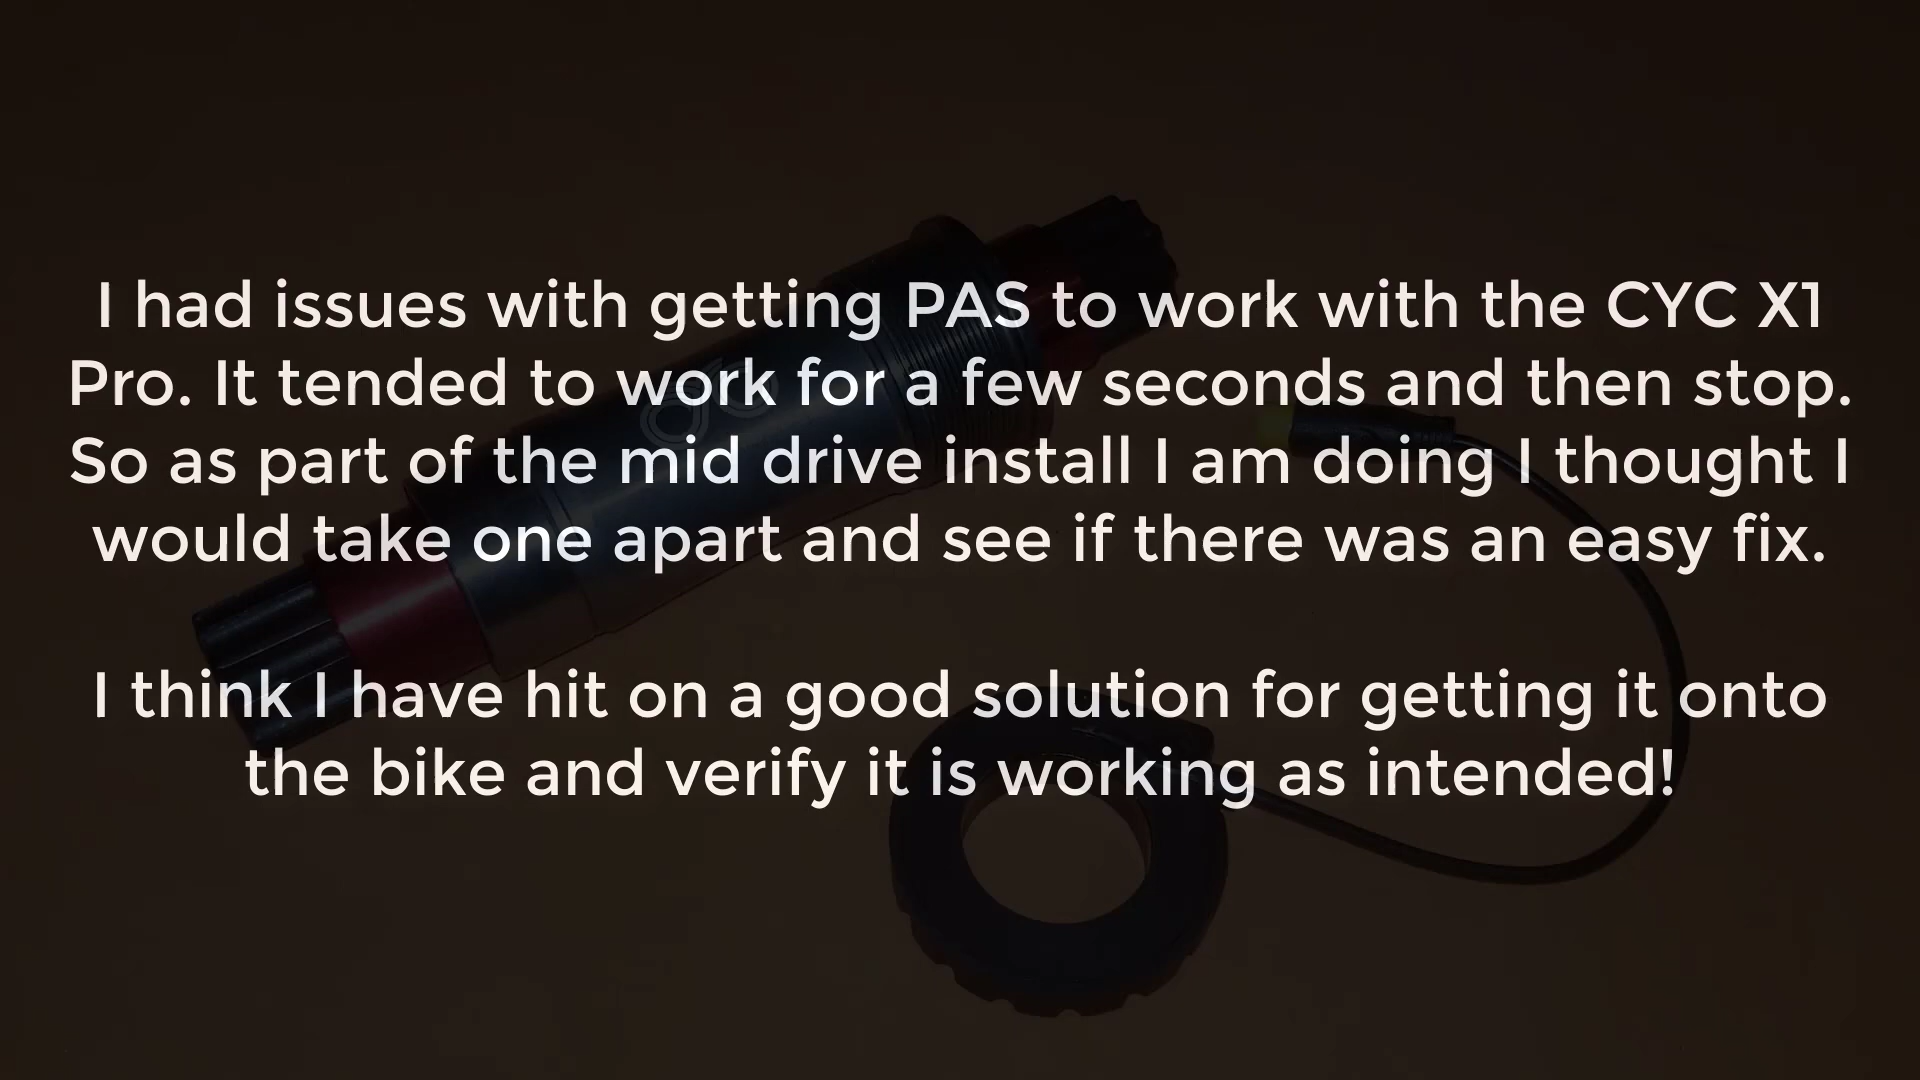 I had issues with getting PAS to work with the CYC X1
Pro. It tended to work for a few seconds and then stop.
So as part of the mid drive install I am doing I thought I
would take one apart and see if there was an easy fix.
I think I have hit on a good solution for getting it onto
the bike and verify it is working as intended!